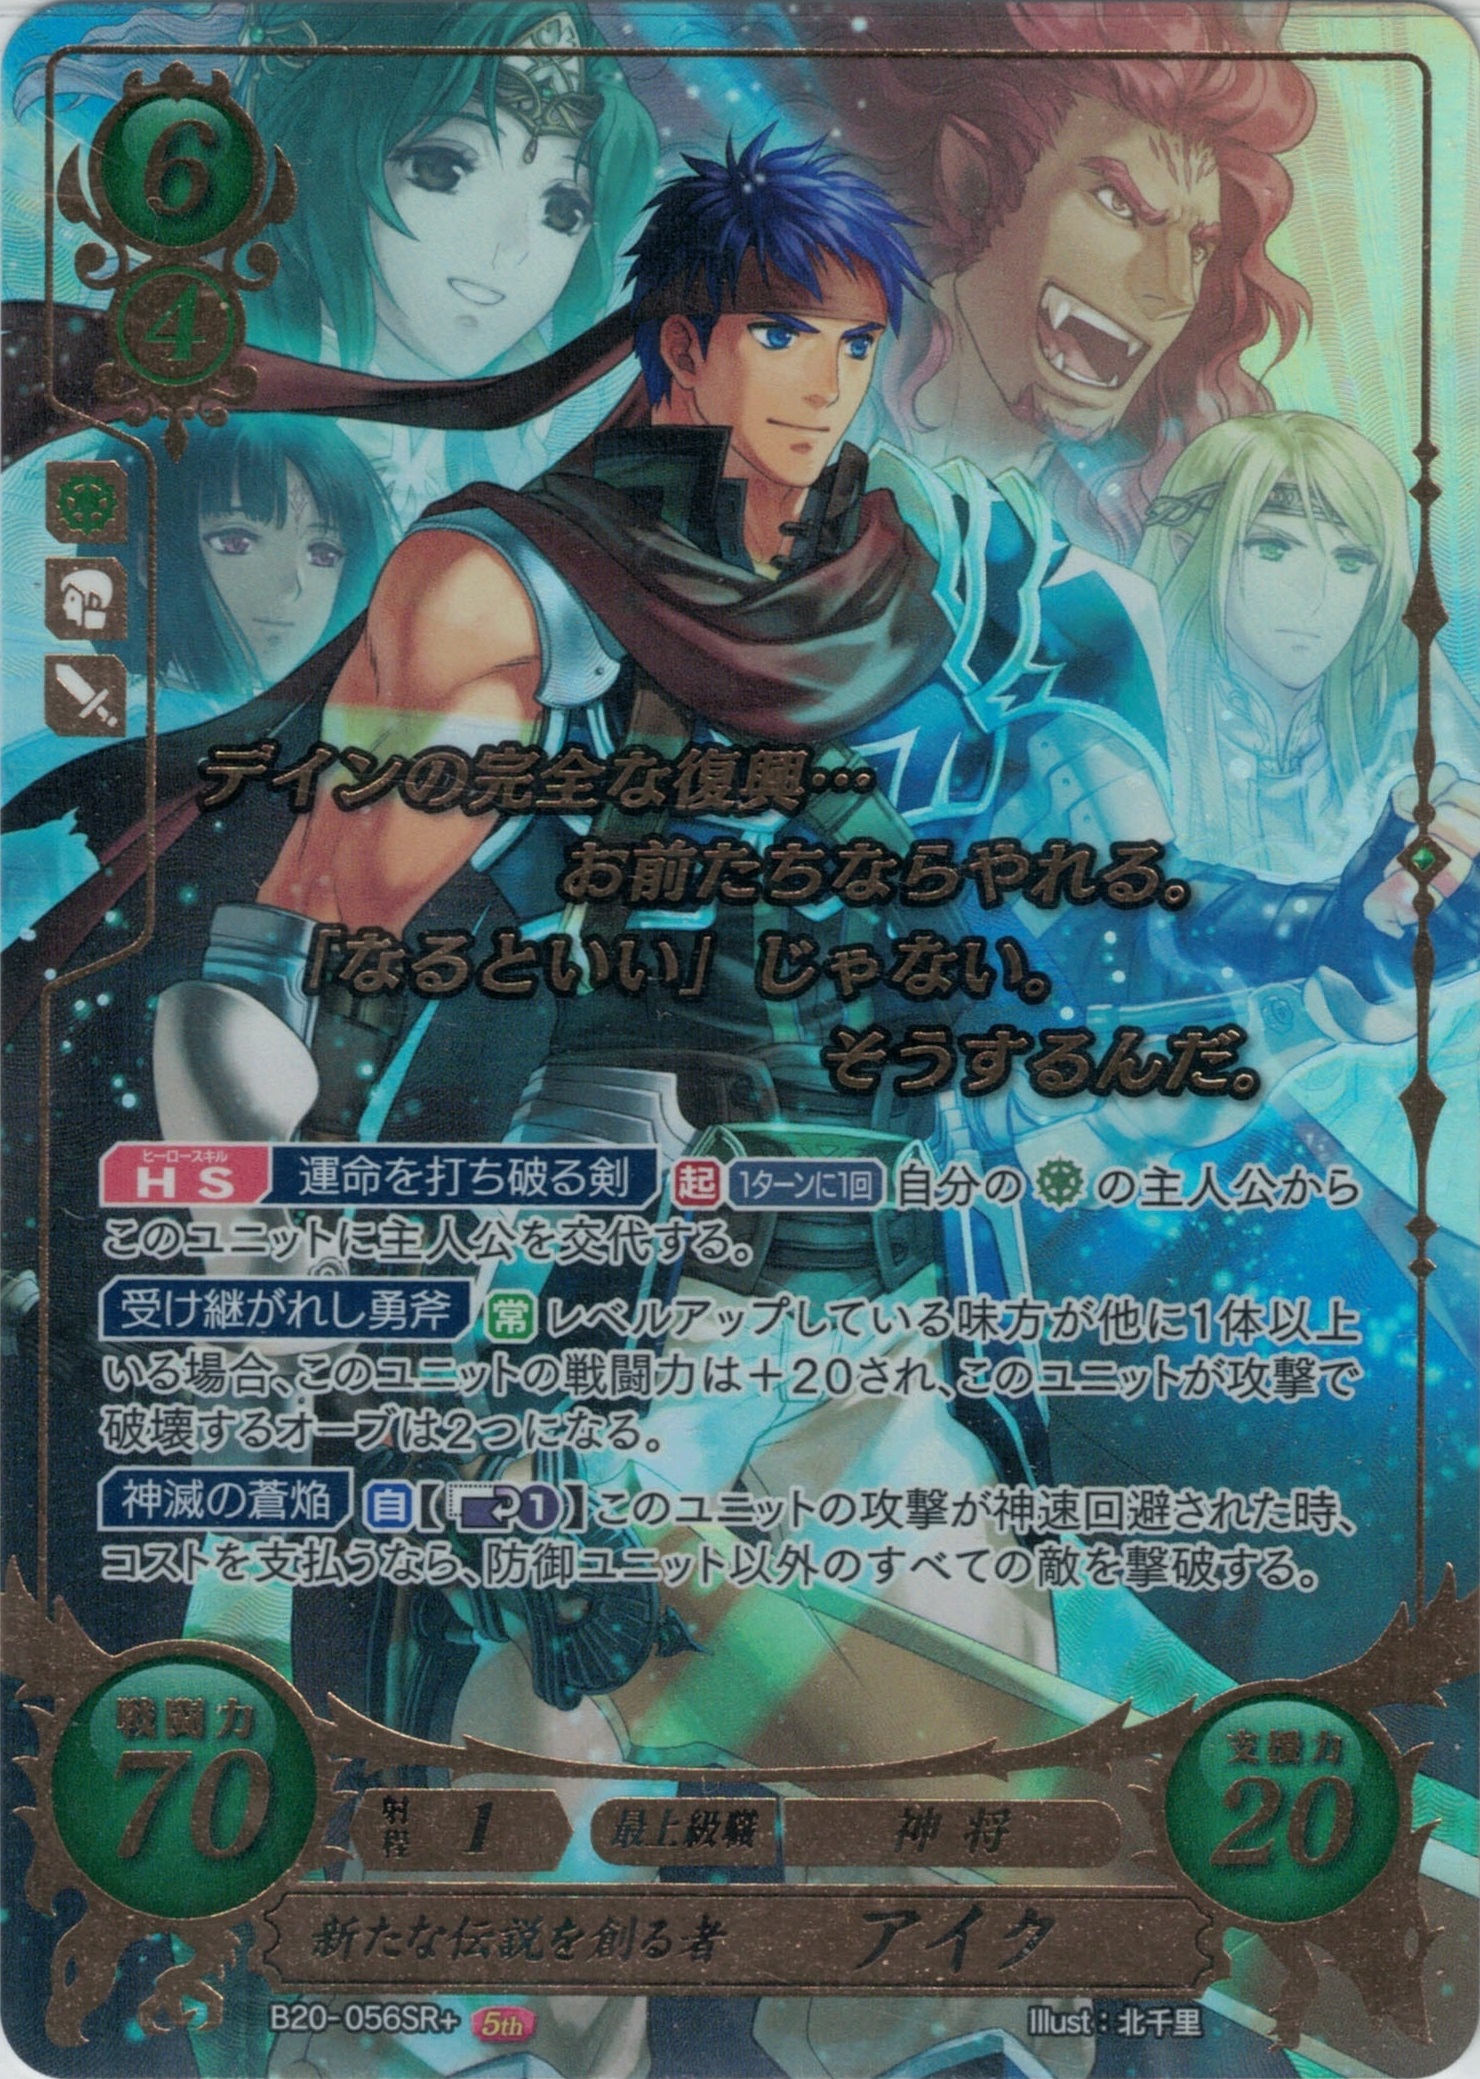 6
4
デインの完全な復興…
お前たちならやれる。
「なるといい」じゃない。
そうするんだ。
ヒーロースキル
HS 運命を打ち破る剣 起 1ターンに1回 自分の の主人公から
このユニットに主人公を交代する。
受け継がれし勇斧 常 レベルアップしている味方が他に1体以上
いる場合、このユニットの戦闘力は＋20され、このユニットが攻撃で
破壊するオーブは2つになる。
神滅の蒼焔 自【 1】このユニットの攻撃が神速回避された時、
コストを支払うなら、防御ユニット以外のすべての敵を撃破する。
戦闘力
70
射程 1 最上級職 神将
支援力
20
新たな伝説を創る者 アイク
B20-056SR+ 5th Illust：北千里